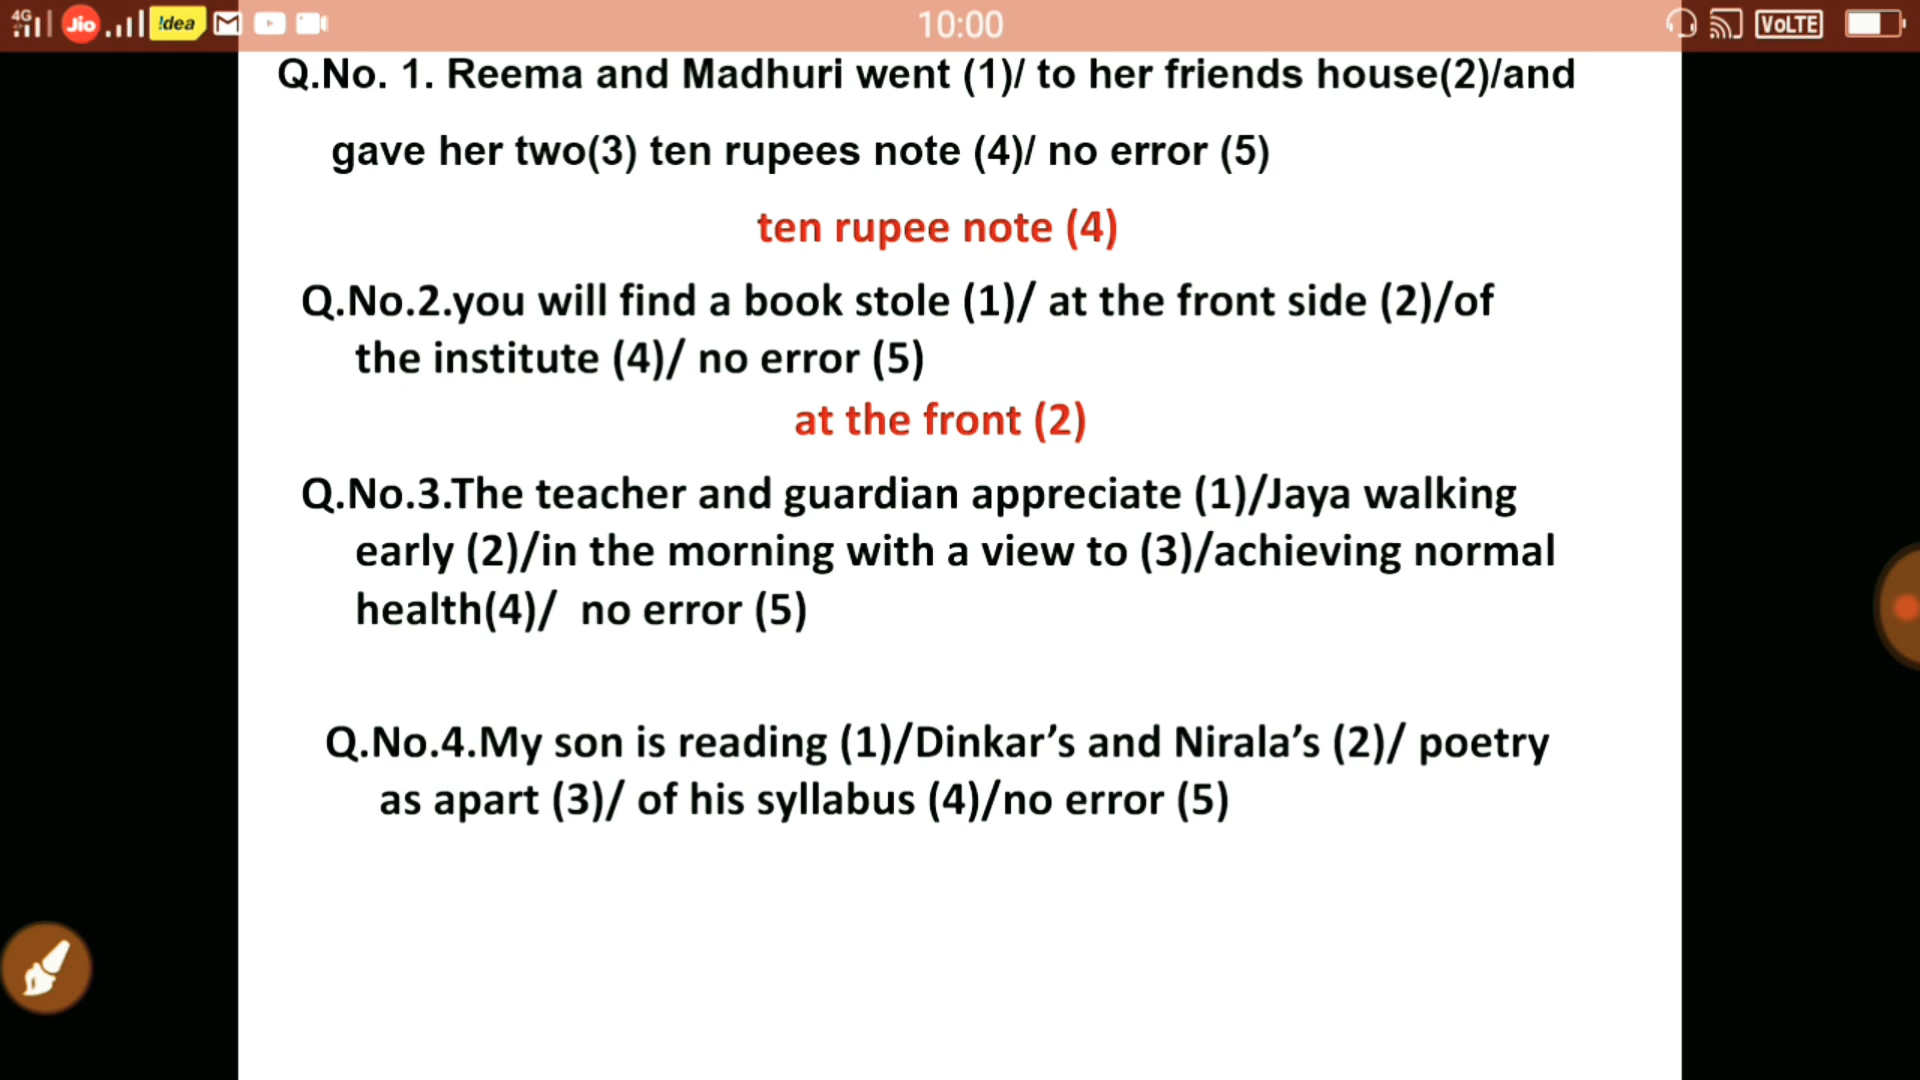 4G Jio !dea 10:00 VoLTE
Q.No. 1. Reema and Madhuri went (1)/ to her friends house(2)/and
gave her two(3) ten rupees note (4)/ no error (5)
ten rupee note (4)
Q.No.2.you will find a book stole (1)/ at the front side (2)/of
the institute (4)/ no error (5)
at the front (2)
Q.No.3.The teacher and guardian appreciate (1)/Jaya walking
early (2)/in the morning with a view to (3)/achieving normal
health(4)/ no error (5)
Q.No.4.My son is reading (1)/Dinkar’s and Nirala’s (2)/ poetry
as apart (3)/ of his syllabus (4)/no error (5)